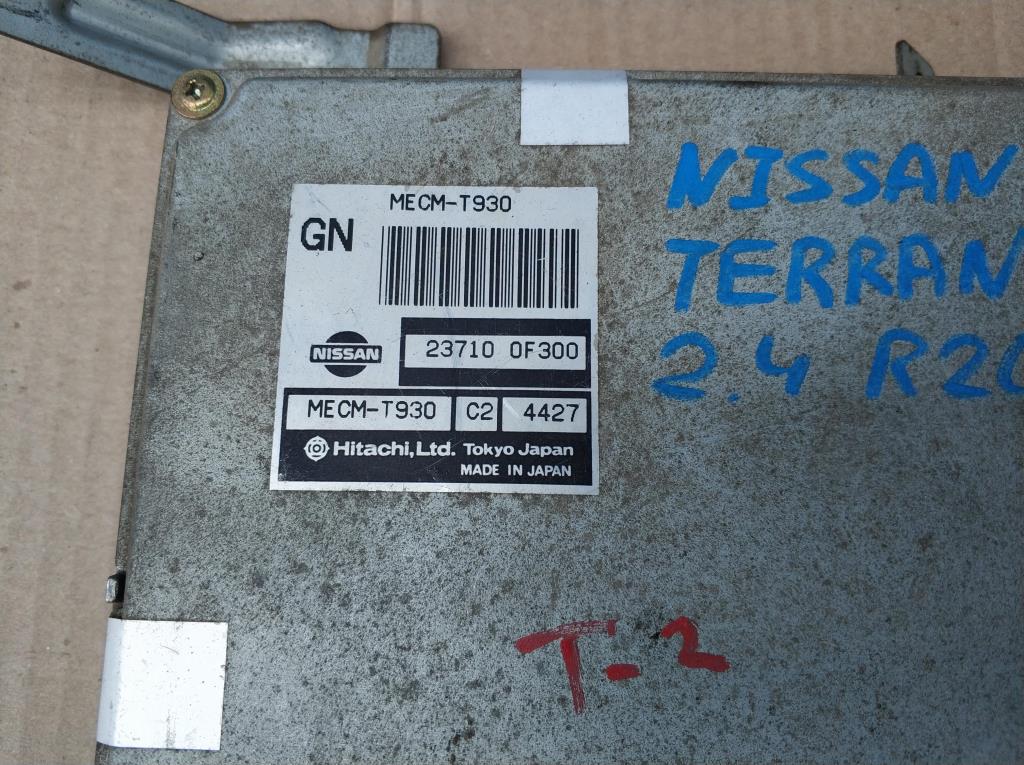 MECM-T930
GN
NISSAN
23710 0F300
MECM-T930 C2 4427
Hitachi, Ltd. Tokyo Japan
MADE IN JAPAN
NISSAN
TERRAN
2.4 R20
T-2